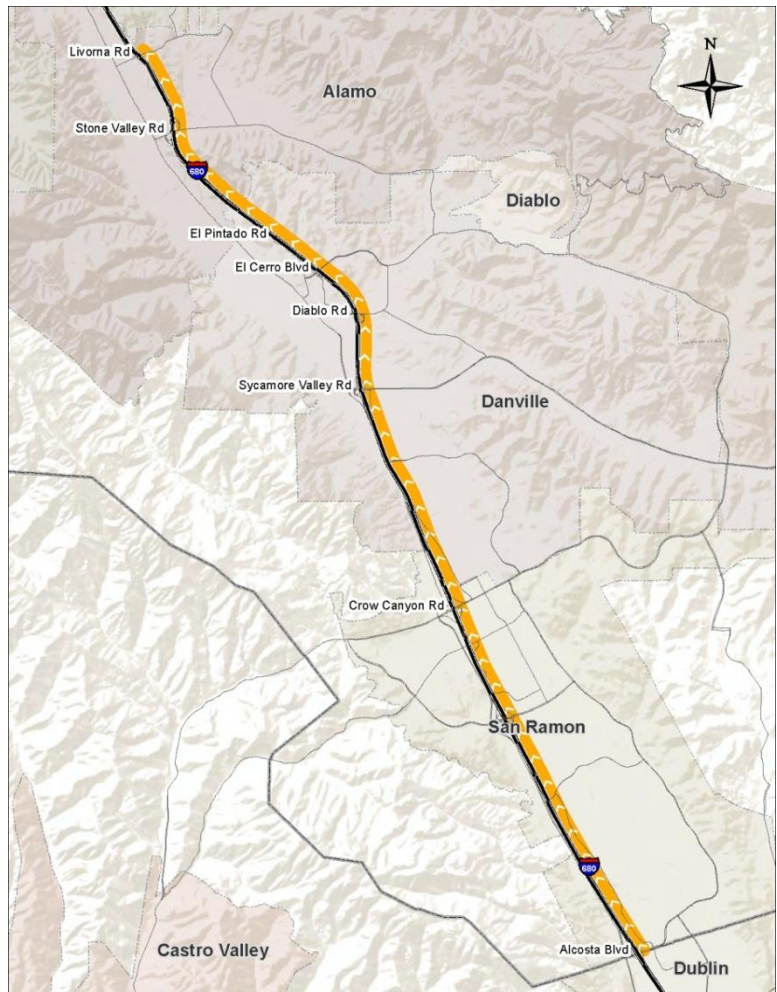 N
Livorna Rd
Alamo
Stone Valley Rd
680
Diablo
El Pintado Rd
El Cerro Blvd
Diablo Rd
Sycamore Valley Rd
Danville
Crow Canyon Rd
San Ramon
680
Alcosta Blvd
Castro Valley
Dublin